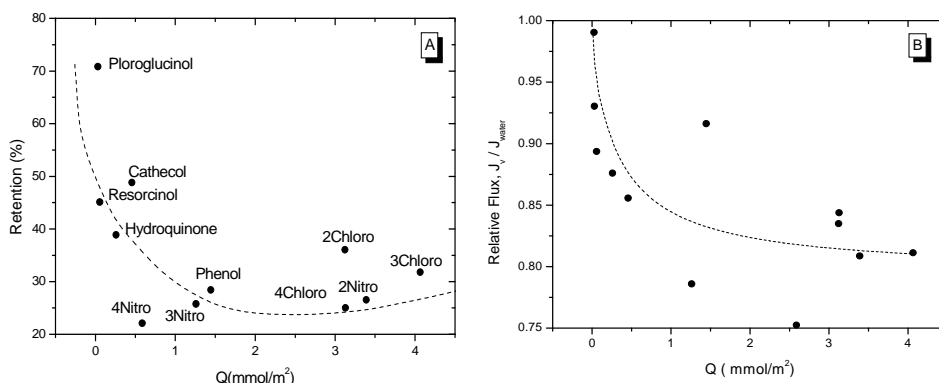 80
70
60
50
40
30
20
Retention (%)
A
Ploroglucinol
Cathecol
Resorcinol
Hydroquinone
2Chloro
3Chloro
Phenol
4Chloro
2Nitro
4Nitro
3Nitro
0 1 2 3 4
Q(mmol/m²)
1.00
0.95
0.90
0.85
0.80
0.75
Relative Flux, Jv / Jwater
B
0 1 2 3 4
Q ( mmol/m²)